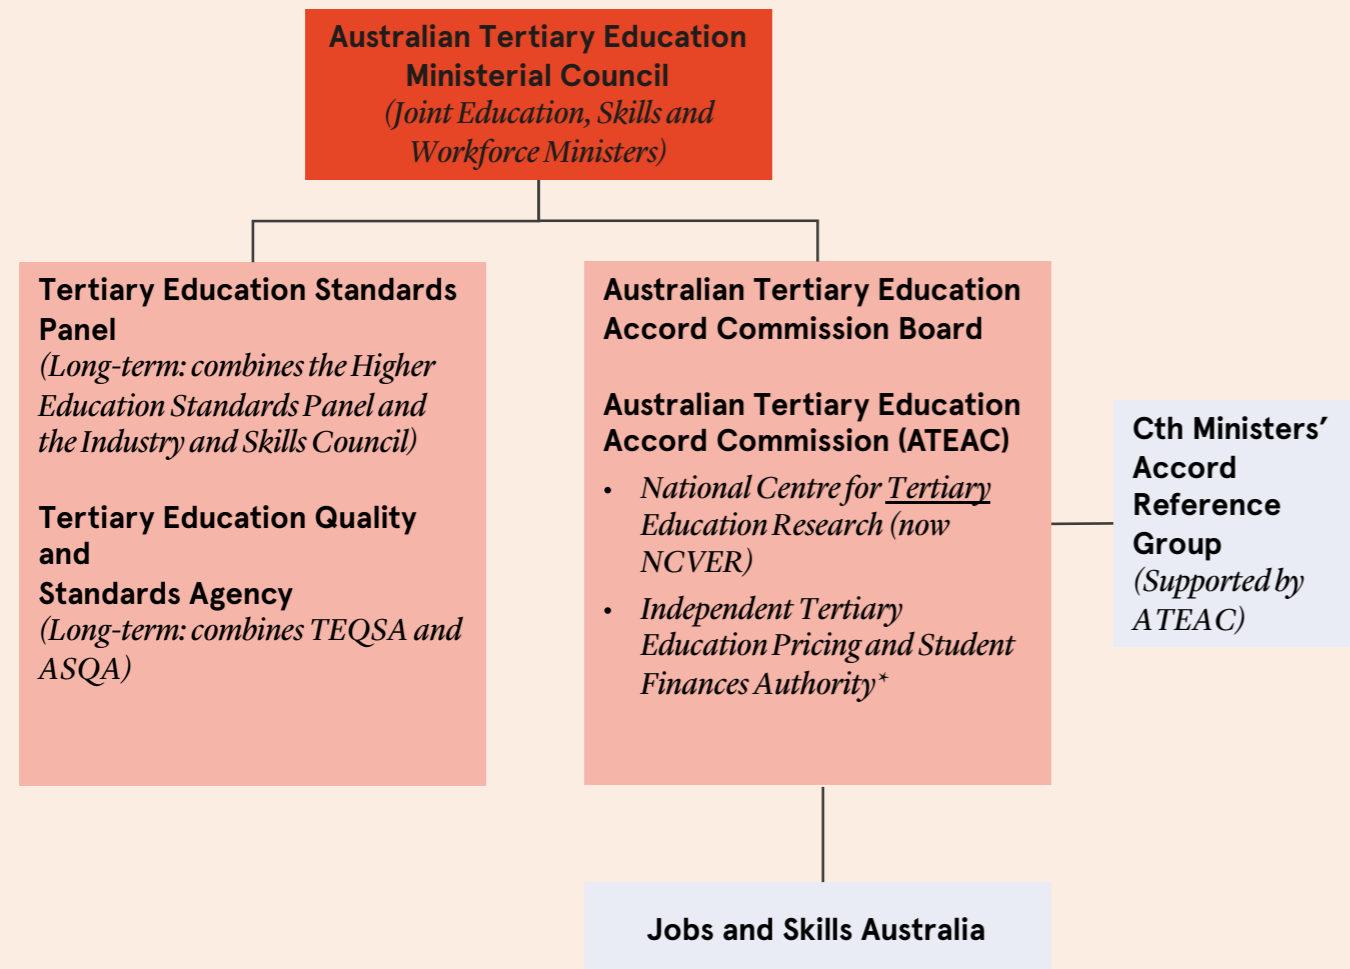 Australian Tertiary Education
Ministerial Council
(Joint Education, Skills and
Workforce Ministers)
Tertiary Education Standards
Panel
(Long-term: combines the Higher
Education Standards Panel and
the Industry and Skills Council)
Tertiary Education Quality
and
Standards Agency
(Long-term: combines TEQSA and
ASQA)
Australian Tertiary Education
Accord Commission Board
Australian Tertiary Education
Accord Commission (ATEAC)
• National Centre for Tertiary
Education Research (now
NCVER)
• Independent Tertiary
Education Pricing and Student
Finances Authority*
Cth Ministers’
Accord
Reference
Group
(Supported by
ATEAC)
Jobs and Skills Australia